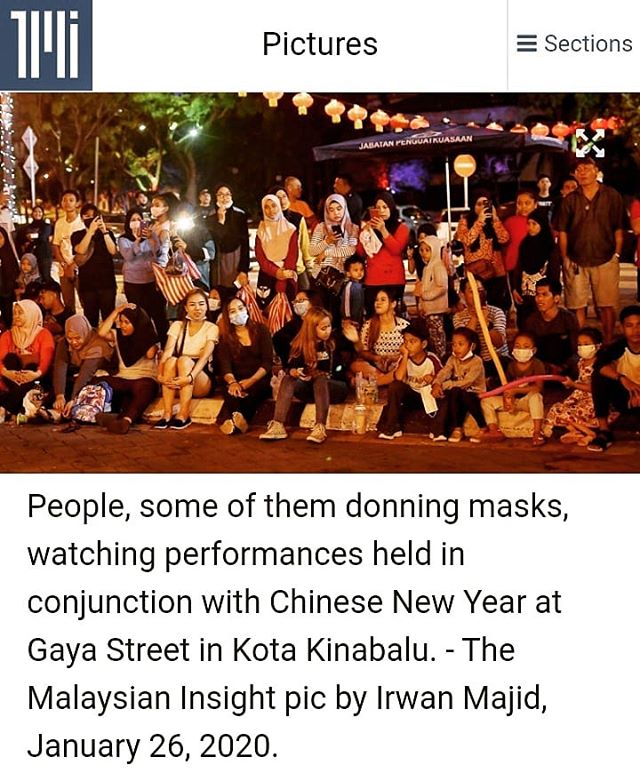 TMi
Pictures
Sections
JABATAN PENGUATKUASAAN
People, some of them donning masks,
watching performances held in
conjunction with Chinese New Year at
Gaya Street in Kota Kinabalu. - The
Malaysian Insight pic by Irwan Majid,
January 26, 2020.